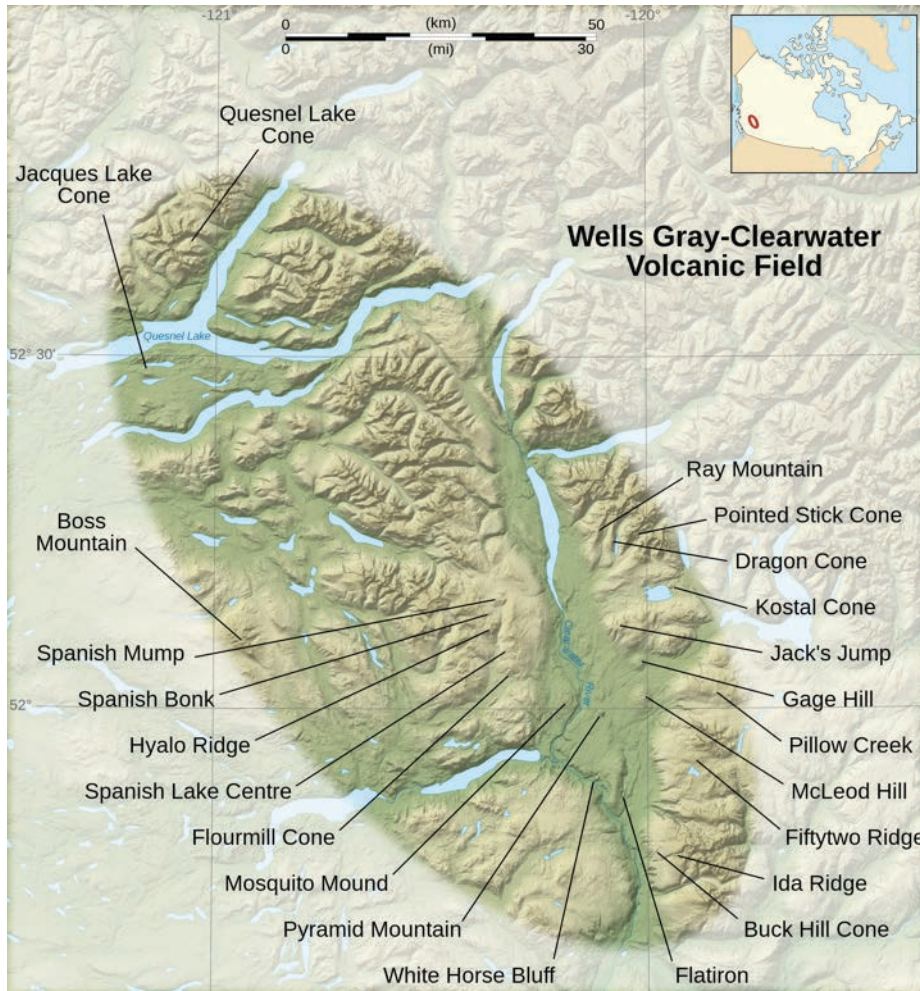 -121°
-120°
0 (km) 50
0 (mi) 30
Quesnel Lake
Cone
Jacques Lake
Cone
Wells Gray-Clearwater
Volcanic Field
Quesnel Lake
52° 30'
Ray Mountain
Pointed Stick Cone
Boss
Mountain
Dragon Cone
Kostal Cone
Spanish Mump
Jack's Jump
Spanish Bonk
Gage Hill
52°
Hyalo Ridge
Pillow Creek
Spanish Lake Centre
McLeod Hill
Flourmill Cone
Fiftytwo Ridge
Mosquito Mound
Ida Ridge
Pyramid Mountain
Buck Hill Cone
White Horse Bluff
Flatiron
River